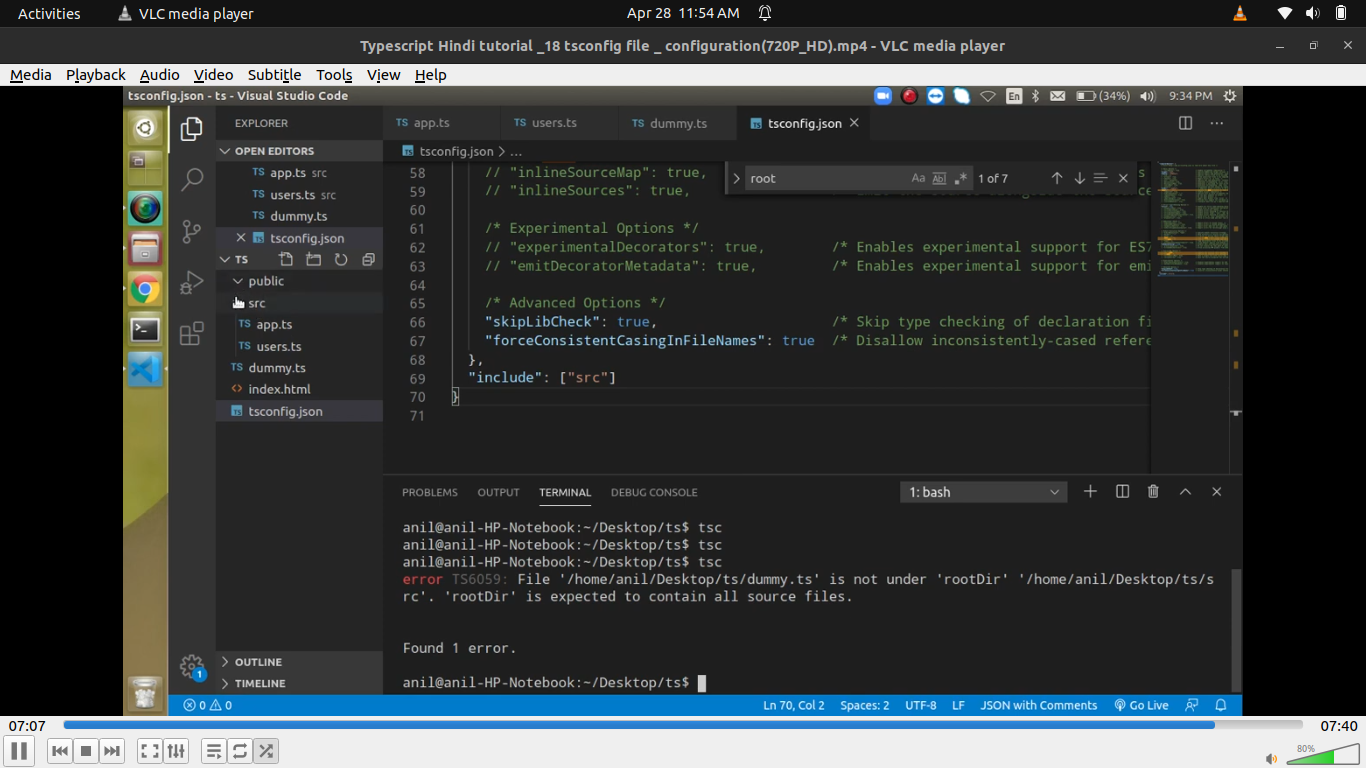 Activities VLC media player Apr 28 11:54 AM
Typescript Hindi tutorial _18 tsconfig file _ configuration(720P_HD).mp4 - VLC media player
Media Playback Audio Video Subtitle Tools View Help
tsconfig.json - ts - Visual Studio Code En (34%) 9:34 PM
EXPLORER
OPEN EDITORS
TS app.ts src
TS users.ts src
TS dummy.ts
tsconfig.json
TS
public
src
TS app.ts
TS users.ts
TS dummy.ts
<> index.html
tsconfig.json
OUTLINE
TIMELINE
1
TS app.ts TS users.ts TS dummy.ts TS tsconfig.json
tsconfig.json > ...
root Aa Abl .* 1 of 7
58 // "inlineSourceMap": true,
59 // "inlineSources": true,
60
61 /* Experimental Options */
62 // "experimentalDecorators": true, /* Enables experimental support for ES7
63 // "emitDecoratorMetadata": true, /* Enables experimental support for emi
64
65 /* Advanced Options */
66 "skipLibCheck": true, /* Skip type checking of declaration fi
67 "forceConsistentCasingInFileNames": true /* Disallow inconsistently-cased refere
68 },
69 "include": ["src"]
70 }
71
PROBLEMS OUTPUT TERMINAL DEBUG CONSOLE 1: bash
anil@anil-HP-Notebook:~/Desktop/ts$ tsc
anil@anil-HP-Notebook:~/Desktop/ts$ tsc
anil@anil-HP-Notebook:~/Desktop/ts$ tsc
error TS6059: File '/home/anil/Desktop/ts/dummy.ts' is not under 'rootDir' '/home/anil/Desktop/ts/s
rc'. 'rootDir' is expected to contain all source files.
Found 1 error.
anil@anil-HP-Notebook:~/Desktop/ts$
0 0 Ln 70, Col 2 Spaces: 2 UTF-8 LF JSON with Comments Go Live
07:07 07:40
80%